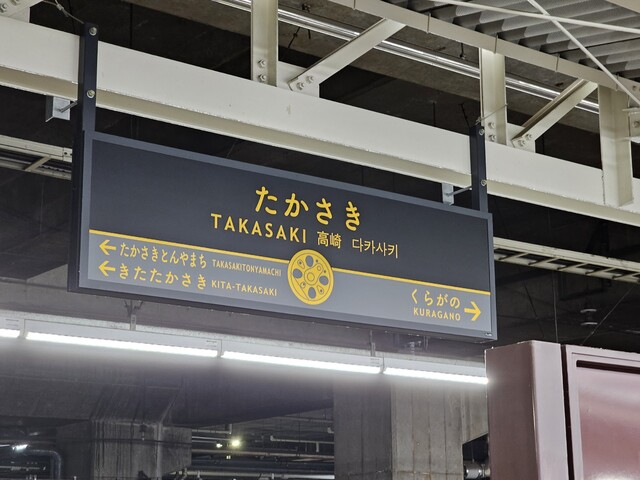 たかさき
TAKASAKI 高崎 다카사키
←たかさきとんやまち TAKASAKITONYAMACHI
←きたたかさき KITA-TAKASAKI
くらがの→
KURAGANO